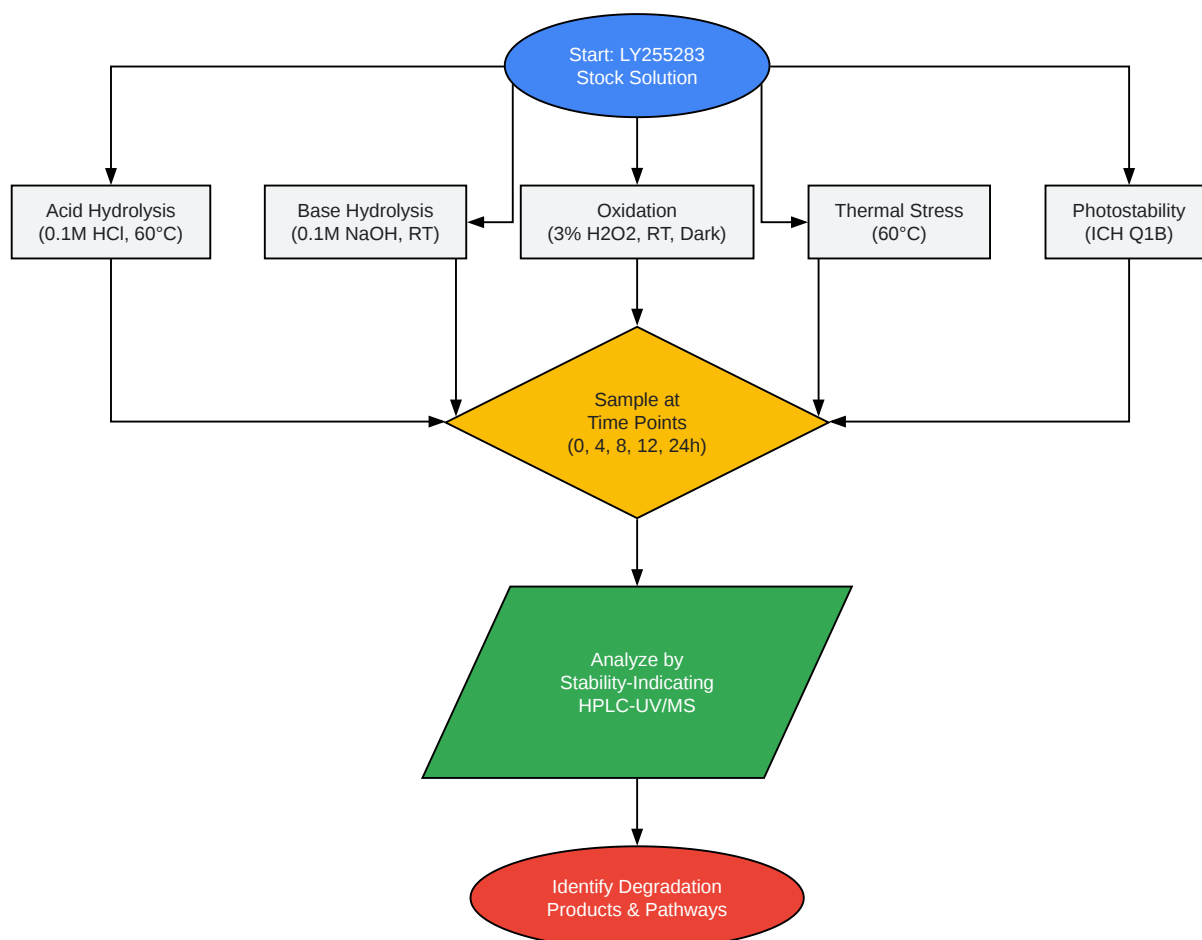 Start: LY255283
Stock Solution
Acid Hydrolysis
(0.1M HCl, 60°C)
Base Hydrolysis
(0.1M NaOH, RT)
Oxidation
(3% H2O2, RT, Dark)
Thermal Stress
(60°C)
Photostability
(ICH Q1B)
Sample at
Time Points
(0, 4, 8, 12, 24h)
Analyze by
Stability-Indicating
HPLC-UV/MS
Identify Degradation
Products & Pathways